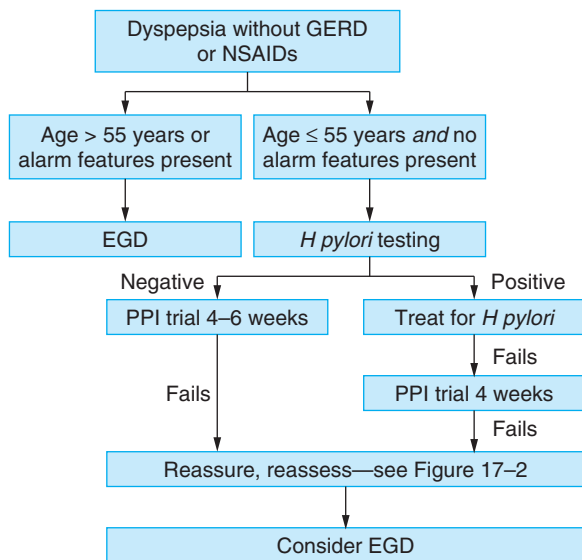 Dyspepsia without GERD
or NSAIDs
Age > 55 years or
alarm features present
Age ≤ 55 years and no
alarm features present
EGD
H pylori testing
Negative
Positive
PPI trial 4–6 weeks
Treat for H pylori
Fails
Fails
PPI trial 4 weeks
Fails
Reassure, reassess—see Figure 17–2
Consider EGD